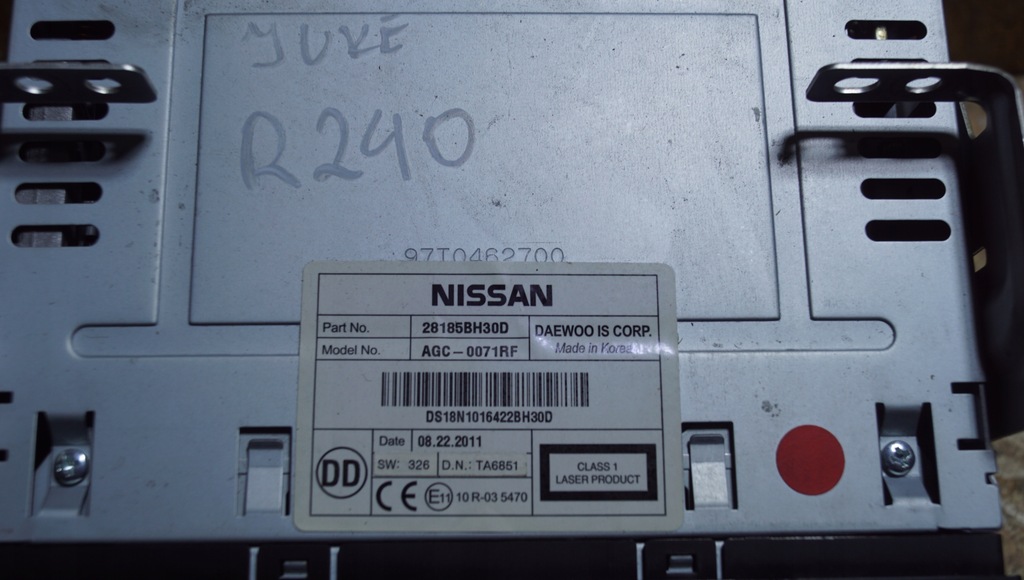 JUKE
R240
97T0462700
NISSAN
Part No. 28185BH30D DAEWOO IS CORP.
Model No. AGC-0071RF Made in Korea
DS18N1016422BH30D
DD
Date 08.22.2011
SW: 326 D.N.: TA6851
CE E11 10 R-03 5470
CLASS 1
LASER PRODUCT